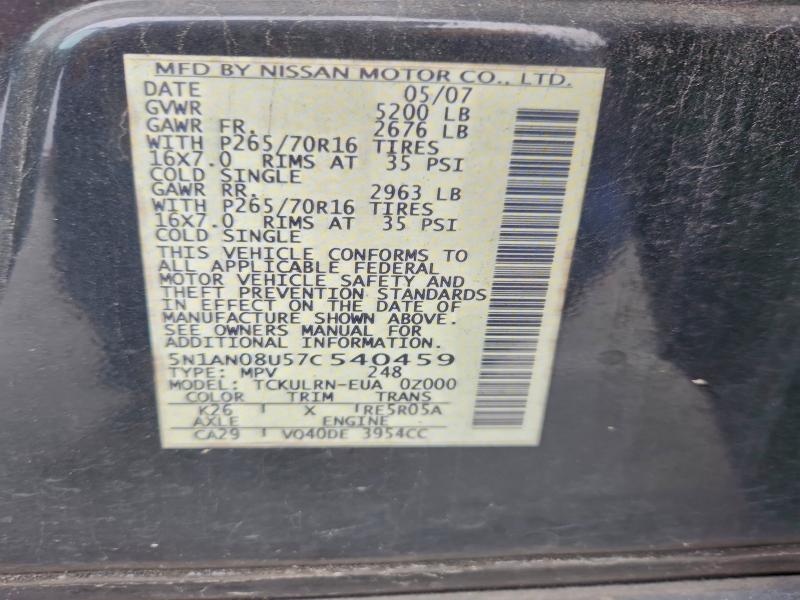 MFD BY NISSAN MOTOR CO., LTD.
DATE 05/07
GVWR 5200 LB
GAWR FR. 2676 LB
WITH P265/70R16 TIRES
16X7.0 RIMS AT 35 PSI
COLD SINGLE
GAWR RR. 2963 LB
WITH P265/70R16 TIRES
16X7.0 RIMS AT 35 PSI
COLD SINGLE
THIS VEHICLE CONFORMS TO
ALL APPLICABLE FEDERAL
MOTOR VEHICLE SAFETY AND
THEFT PREVENTION STANDARDS
IN EFFECT ON THE DATE OF
MANUFACTURE SHOWN ABOVE.
SEE OWNERS MANUAL FOR
ADDITIONAL INFORMATION.
5N1AN08U57C540459
TYPE: MPV 248
MODEL: TCKULRN-EUA 0Z000
COLOR TRIM TRANS
K26 X RE5R05A
AXLE ENGINE
CA29 VQ40DE 3954CC